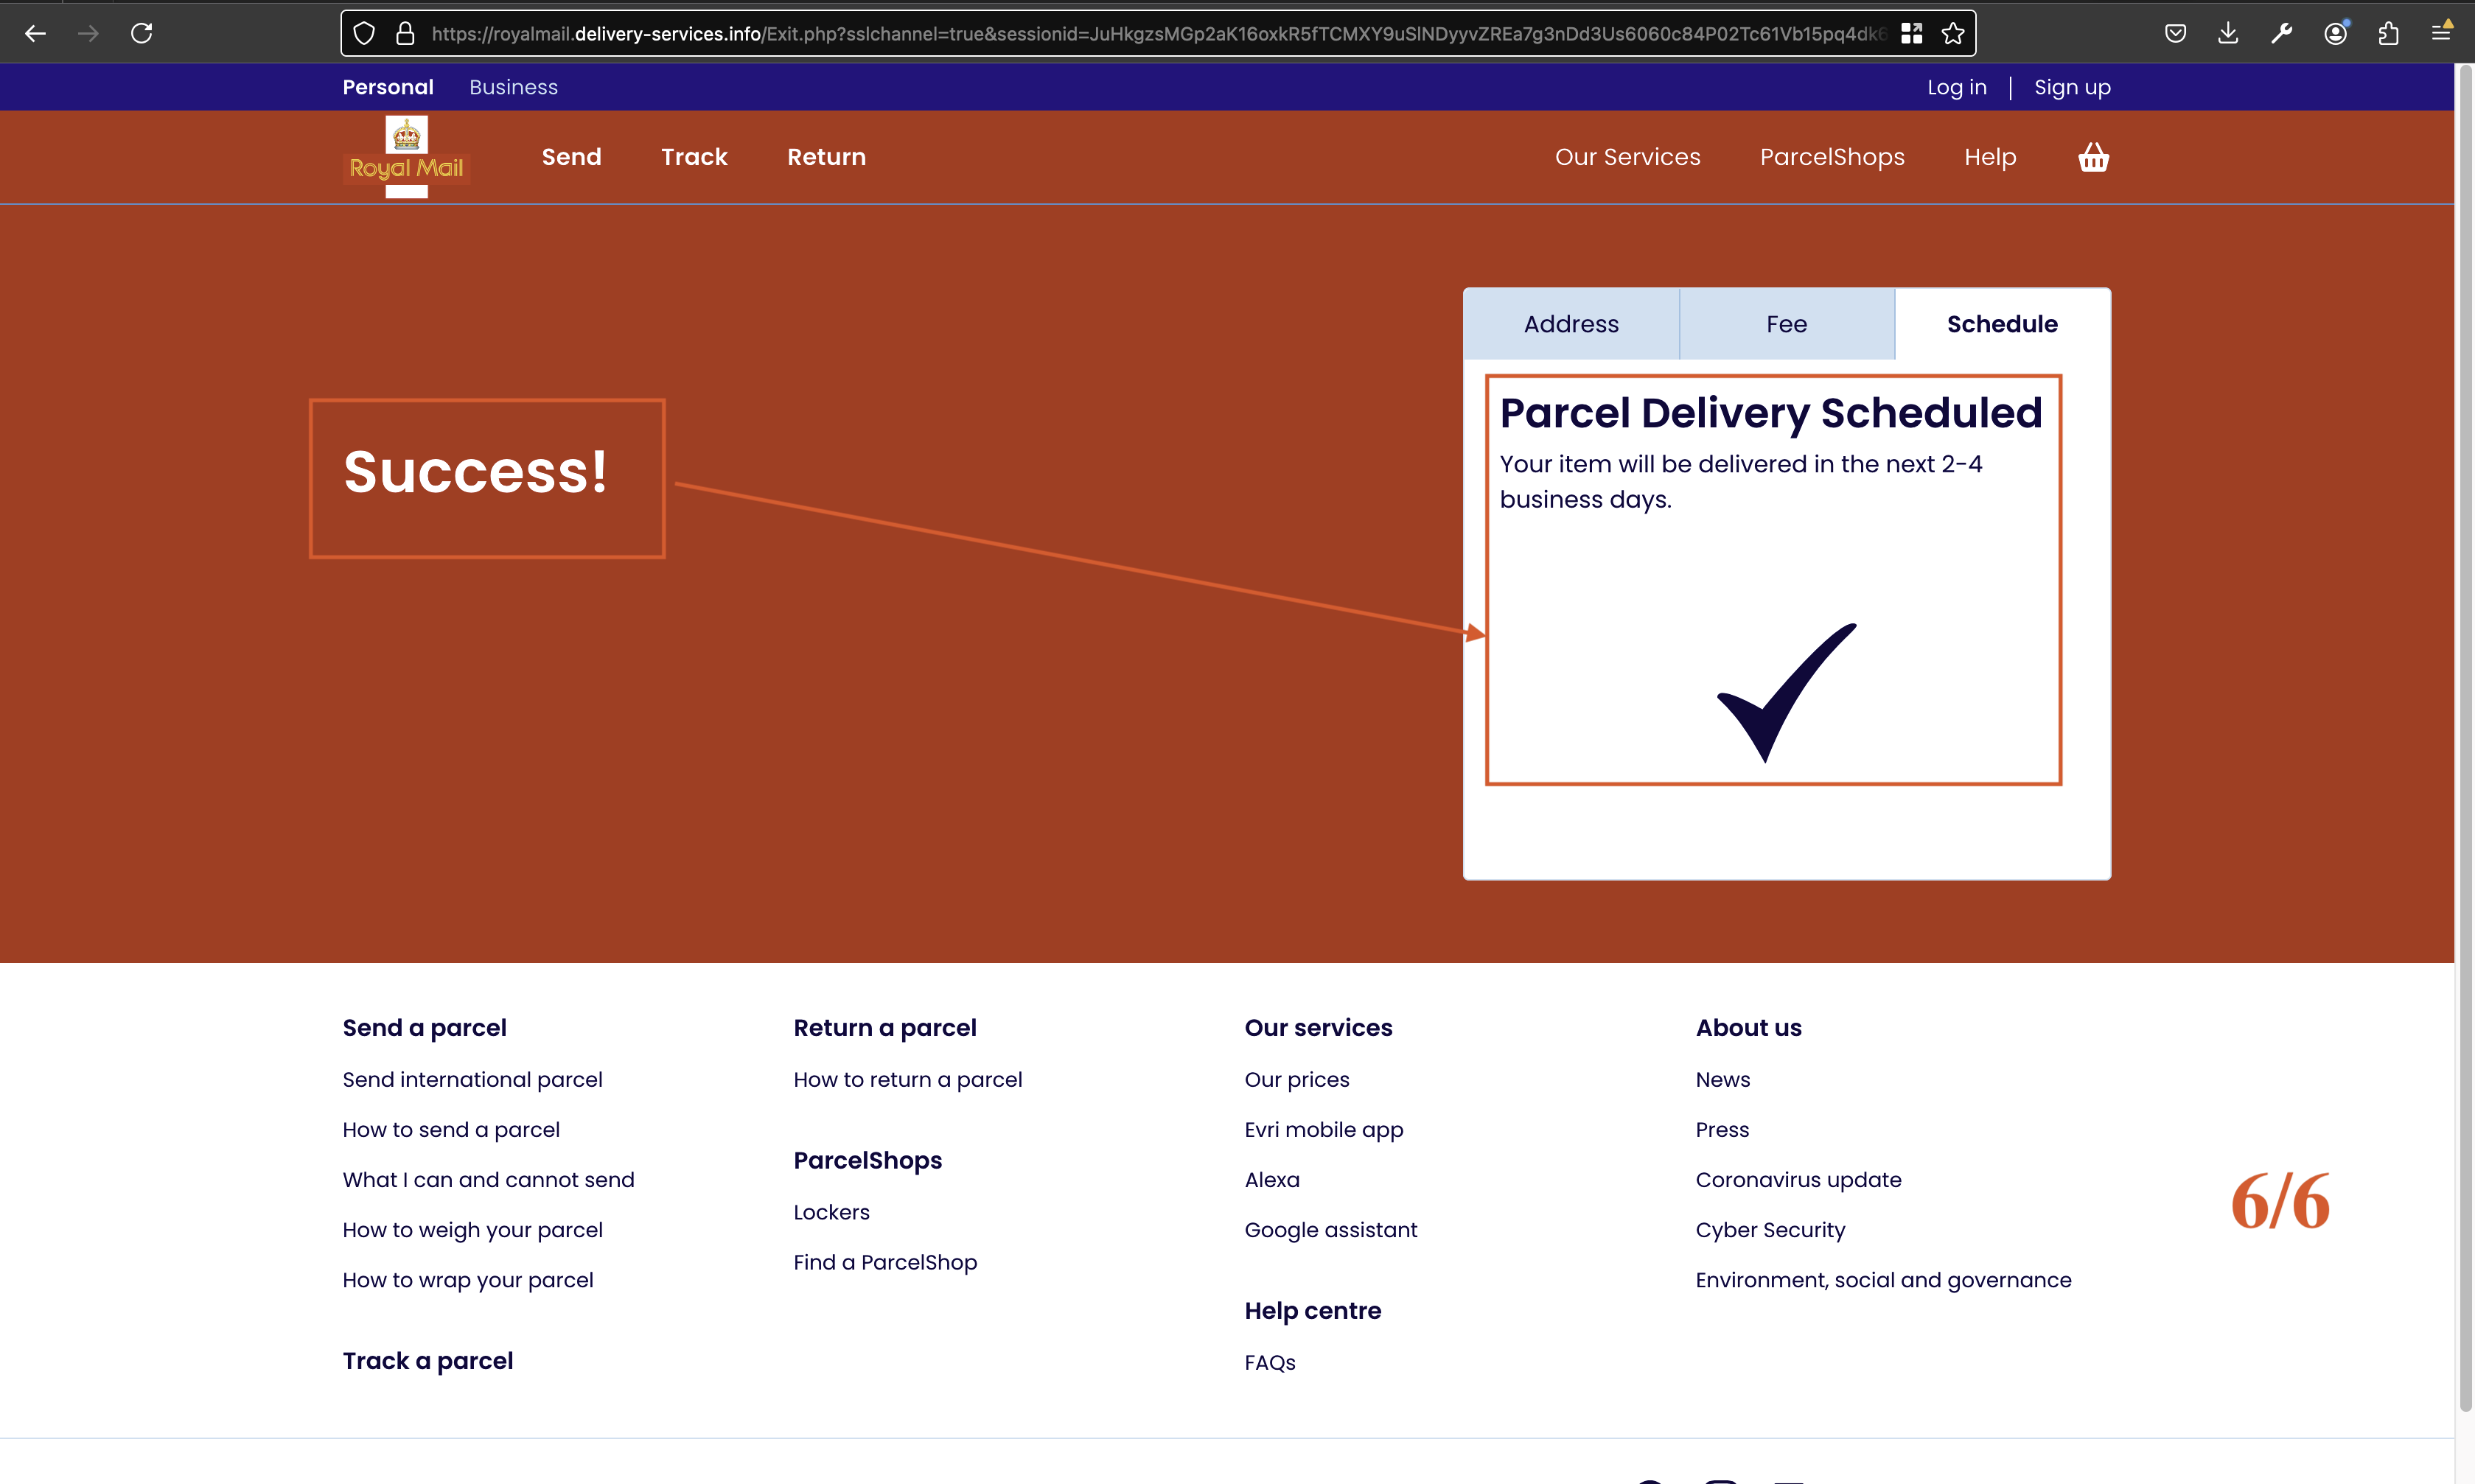 https://royalmail.delivery-services.info/Exit.php?sslchannel=true&sessionid=JuHkgzsMGp2aK16oxkR5fTCMXY9uSlNDyyvZREa7g3nDd3Us6060c84P02Tc61Vb15pq4dk6
Personal Business Log in | Sign up
Royal Mail Send Track Return Our Services ParcelShops Help
Address Fee Schedule
Success!
Parcel Delivery Scheduled
Your item will be delivered in the next 2-4
business days.
Send a parcel
Send international parcel
How to send a parcel
What I can and cannot send
How to weigh your parcel
How to wrap your parcel
Track a parcel
Return a parcel
How to return a parcel
ParcelShops
Lockers
Find a ParcelShop
Our services
Our prices
Evri mobile app
Alexa
Google assistant
Help centre
FAQs
About us
News
Press
Coronavirus update
Cyber Security
Environment, social and governance
6/6